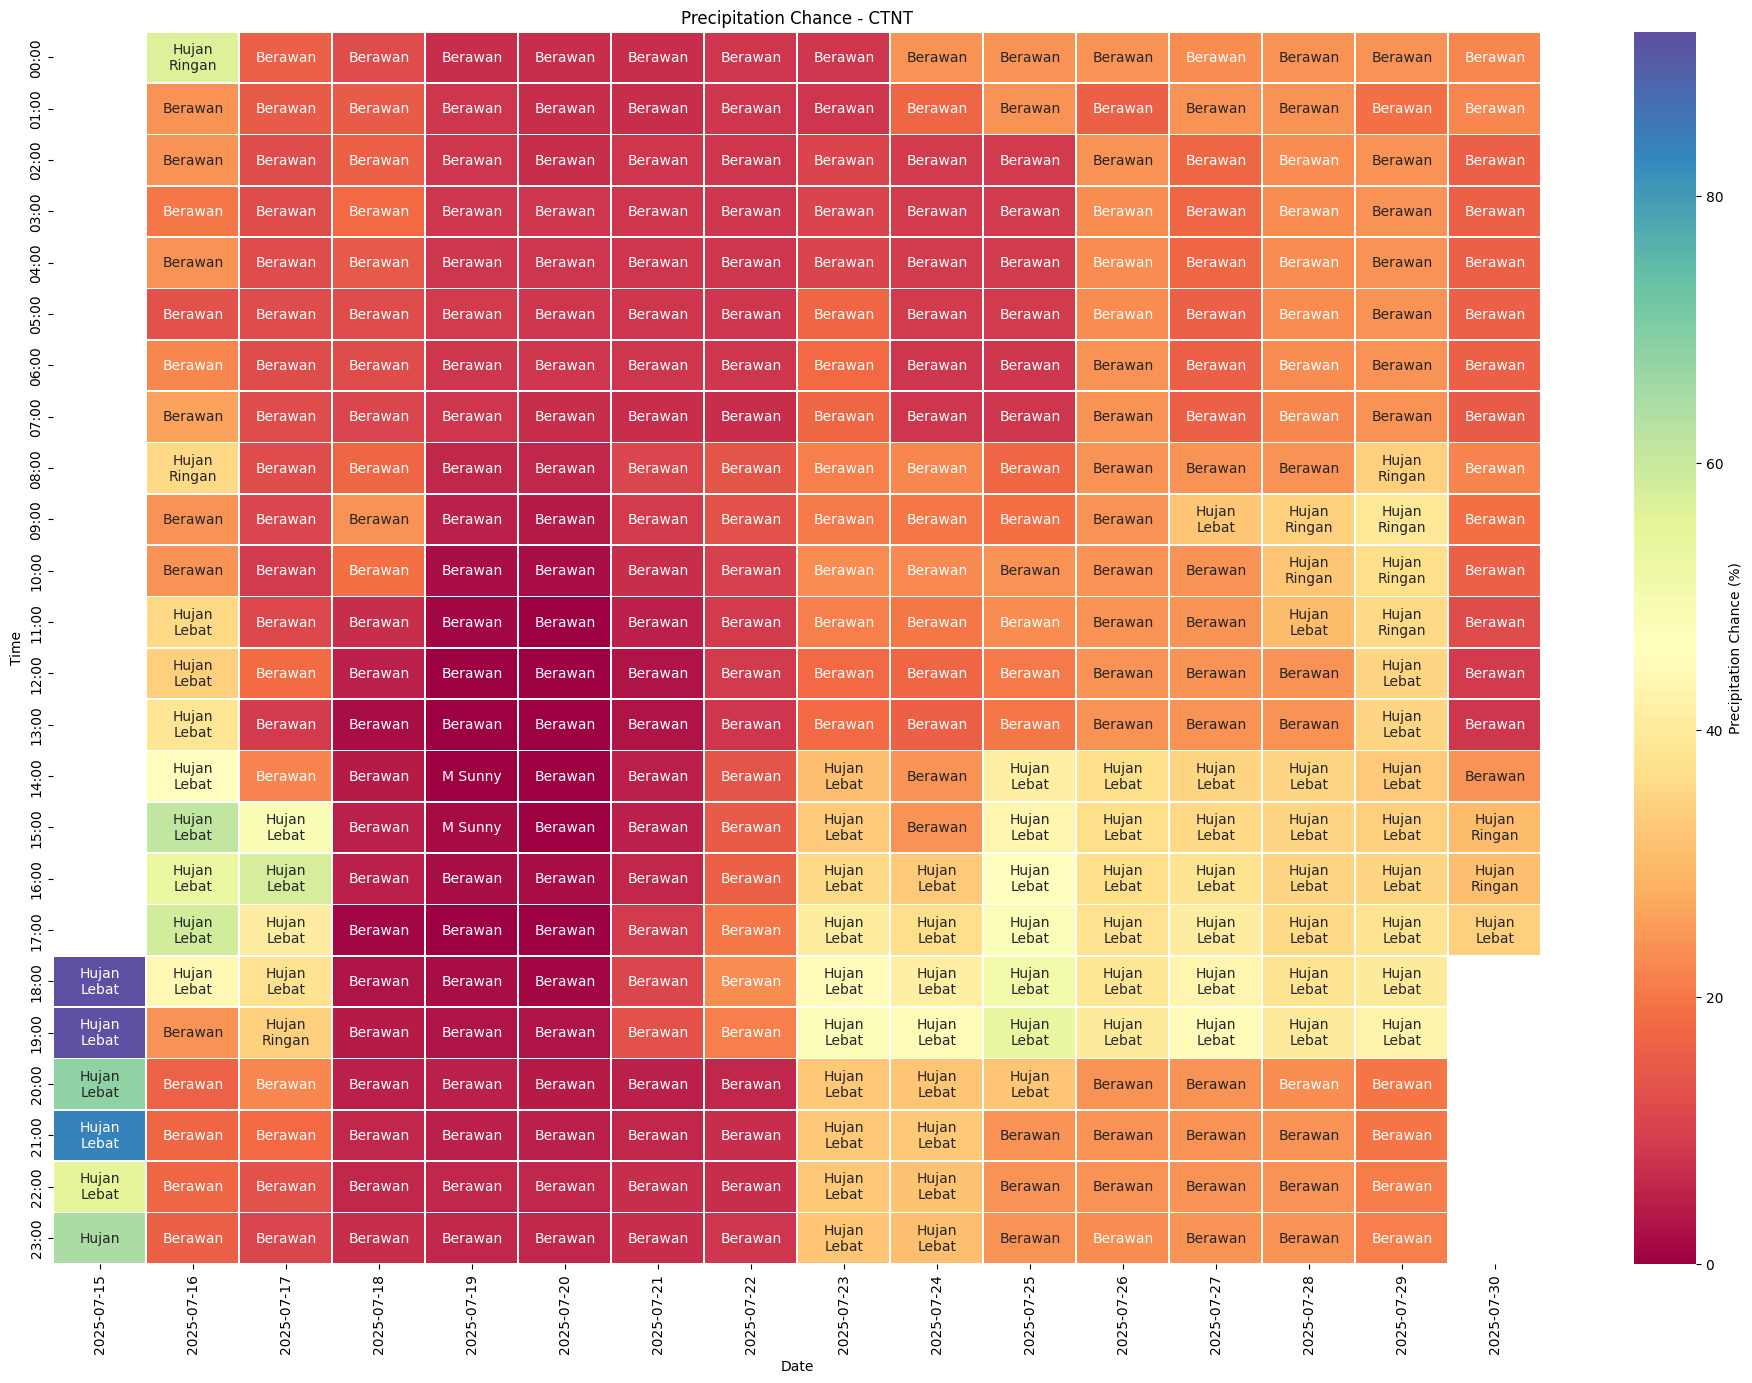 Precipitation Chance - CTNT
00:00 Hujan Ringan Berawan Berawan Berawan Berawan Berawan Berawan Berawan Berawan Berawan Berawan Berawan Berawan Berawan Berawan
01:00 Berawan Berawan Berawan Berawan Berawan Berawan Berawan Berawan Berawan Berawan Berawan Berawan Berawan Berawan Berawan
02:00 Berawan Berawan Berawan Berawan Berawan Berawan Berawan Berawan Berawan Berawan Berawan Berawan Berawan Berawan Berawan
03:00 Berawan Berawan Berawan Berawan Berawan Berawan Berawan Berawan Berawan Berawan Berawan Berawan Berawan Berawan Berawan
04:00 Berawan Berawan Berawan Berawan Berawan Berawan Berawan Berawan Berawan Berawan Berawan Berawan Berawan Berawan Berawan
05:00 Berawan Berawan Berawan Berawan Berawan Berawan Berawan Berawan Berawan Berawan Berawan Berawan Berawan Berawan Berawan
06:00 Berawan Berawan Berawan Berawan Berawan Berawan Berawan Berawan Berawan Berawan Berawan Berawan Berawan Berawan Berawan
07:00 Berawan Berawan Berawan Berawan Berawan Berawan Berawan Berawan Berawan Berawan Berawan Berawan Berawan Berawan Berawan
08:00 Hujan Ringan Berawan Berawan Berawan Berawan Berawan Berawan Berawan Berawan Berawan Berawan Berawan Berawan Hujan Ringan Berawan
09:00 Berawan Berawan Berawan Berawan Berawan Berawan Berawan Berawan Berawan Berawan Berawan Hujan Lebat Hujan Ringan Hujan Ringan Berawan
10:00 Berawan Berawan Berawan Berawan Berawan Berawan Berawan Berawan Berawan Berawan Berawan Berawan Hujan Ringan Hujan Ringan Berawan
11:00 Hujan Lebat Berawan Berawan Berawan Berawan Berawan Berawan Berawan Berawan Berawan Berawan Berawan Hujan Lebat Hujan Ringan Berawan
12:00 Hujan Lebat Berawan Berawan Berawan Berawan Berawan Berawan Berawan Berawan Berawan Berawan Berawan Berawan Hujan Lebat Berawan
13:00 Hujan Lebat Berawan Berawan Berawan Berawan Berawan Berawan Berawan Berawan Berawan Berawan Berawan Berawan Hujan Lebat Berawan
14:00 Hujan Lebat Berawan Berawan M Sunny Berawan Berawan Berawan Hujan Lebat Berawan Hujan Lebat Hujan Lebat Hujan Lebat Hujan Lebat Hujan Lebat Berawan
15:00 Hujan Lebat Hujan Lebat Berawan M Sunny Berawan Berawan Berawan Hujan Lebat Berawan Hujan Lebat Hujan Lebat Hujan Lebat Hujan Lebat Hujan Lebat Hujan Ringan
16:00 Hujan Lebat Hujan Lebat Berawan Berawan Berawan Berawan Berawan Hujan Lebat Hujan Lebat Hujan Lebat Hujan Lebat Hujan Lebat Hujan Lebat Hujan Lebat Hujan Ringan
17:00 Hujan Lebat Hujan Lebat Berawan Berawan Berawan Berawan Berawan Hujan Lebat Hujan Lebat Hujan Lebat Hujan Lebat Hujan Lebat Hujan Lebat Hujan Lebat Hujan Lebat
18:00 Hujan Lebat Hujan Lebat Hujan Lebat Berawan Berawan Berawan Berawan Berawan Hujan Lebat Hujan Lebat Hujan Lebat Hujan Lebat Hujan Lebat Hujan Lebat Hujan Lebat
19:00 Hujan Lebat Berawan Hujan Ringan Berawan Berawan Berawan Berawan Berawan Hujan Lebat Hujan Lebat Hujan Lebat Hujan Lebat Hujan Lebat Hujan Lebat Hujan Lebat
20:00 Hujan Lebat Berawan Berawan Berawan Berawan Berawan Berawan Berawan Hujan Lebat Hujan Lebat Hujan Lebat Berawan Berawan Berawan Berawan
21:00 Hujan Lebat Berawan Berawan Berawan Berawan Berawan Berawan Berawan Hujan Lebat Hujan Lebat Berawan Berawan Berawan Berawan Berawan
22:00 Hujan Lebat Berawan Berawan Berawan Berawan Berawan Berawan Berawan Hujan Lebat Hujan Lebat Berawan Berawan Berawan Berawan Berawan
23:00 Hujan Berawan Berawan Berawan Berawan Berawan Berawan Berawan Hujan Lebat Hujan Lebat Berawan Berawan Berawan Berawan Berawan
Time
2025-07-15 2025-07-16 2025-07-17 2025-07-18 2025-07-19 2025-07-20 2025-07-21 2025-07-22 2025-07-23 2025-07-24 2025-07-25 2025-07-26 2025-07-27 2025-07-28 2025-07-29 2025-07-30
Date
80
60
40
20
0
Precipitation Chance (%)